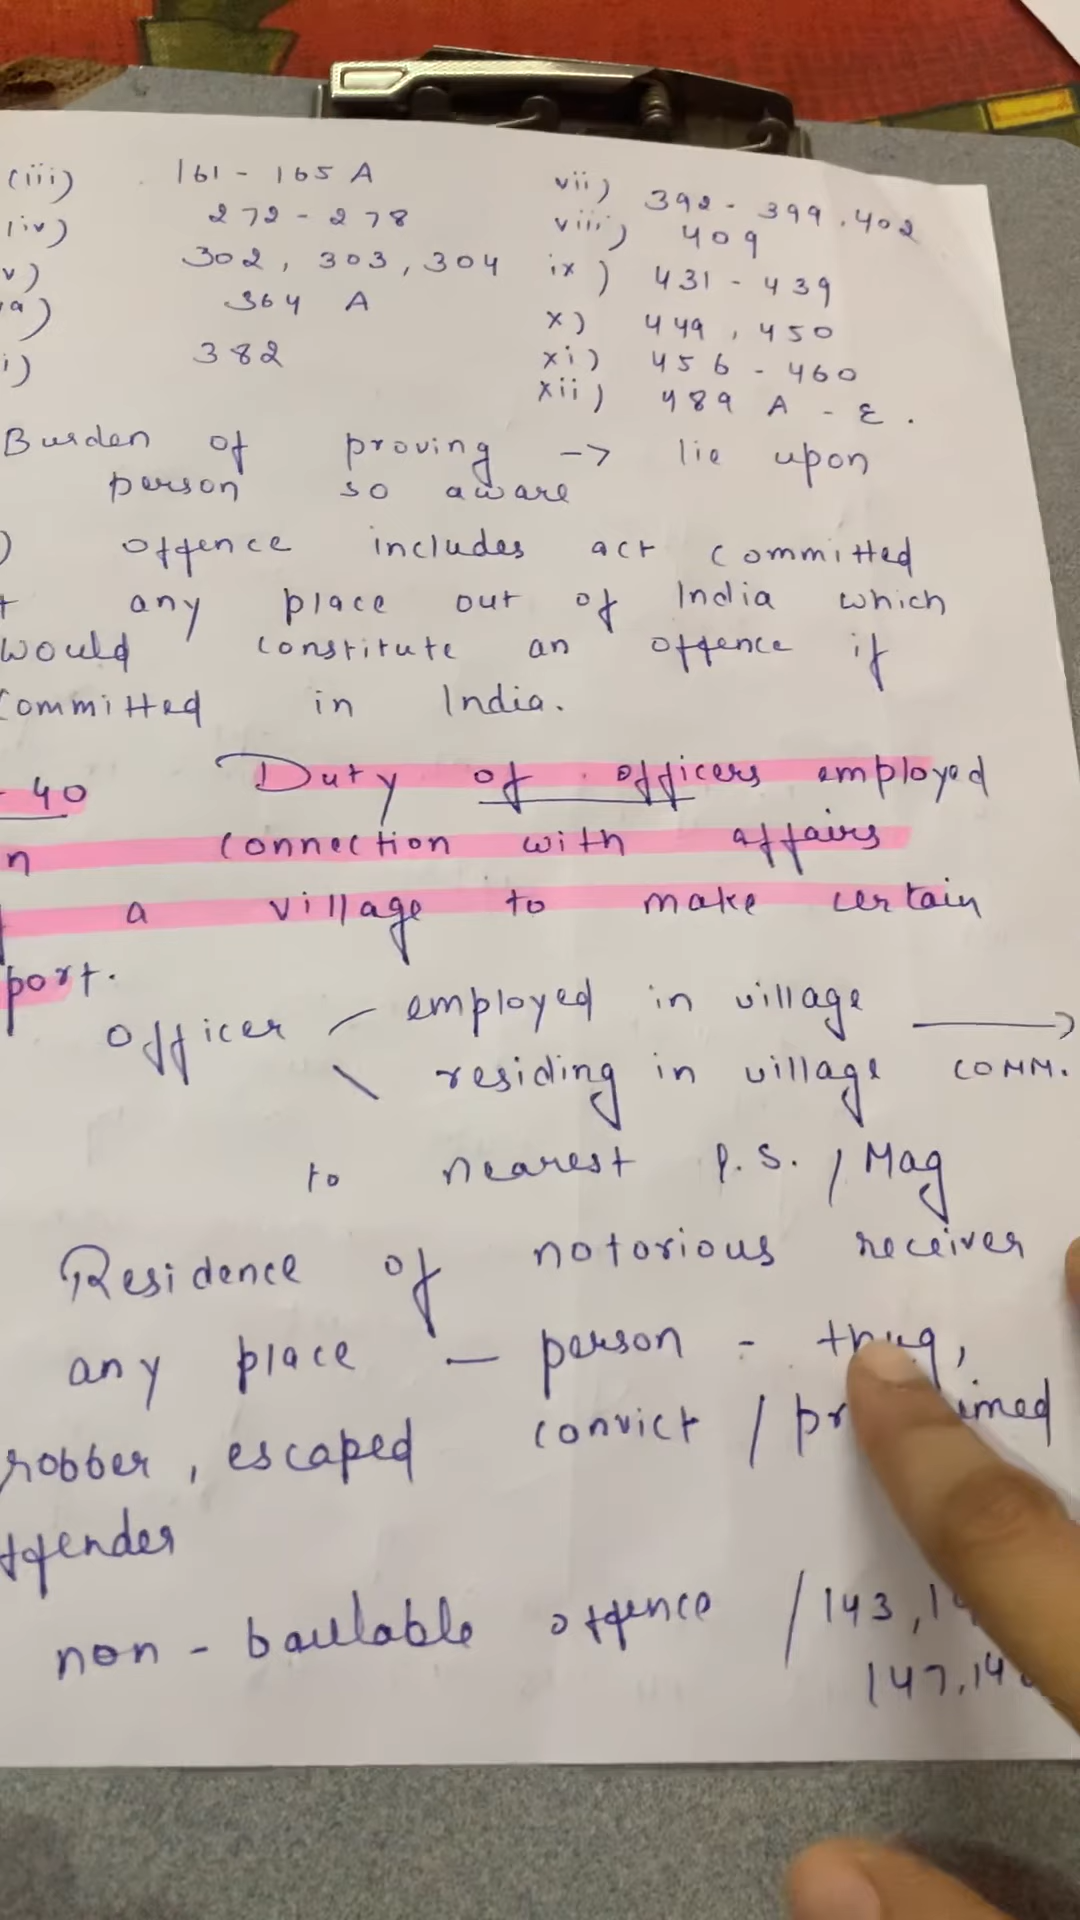 (iii) 161 - 165 A
(iv) 272 - 278
v) 302, 303, 304
a) 364 A
i) 382
vii) 392 - 399, 402
viii) 409
ix) 431 - 439
x) 449, 450
xi) 456 - 460
xii) 489 A - E.
Burden of proving -> lie upon
person so aware
) offence includes act committed
any place out of India which
would constitute an offence if
committed in India.
40 Duty of officers employed
n connection with affairs
a village to make certain
port.
officer employed in village
residing in village -> comm.
to nearest P.S. / Mag
Residence of notorious receiver
any place - person - thug,
robber, escaped convict /
ffender
non - bailable offence / 143,
147,